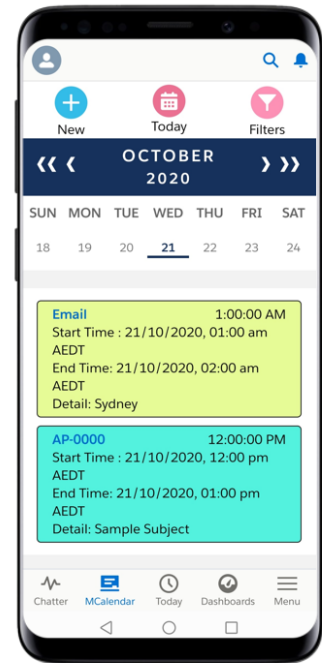 New Today Filters
OCTOBER
2020
SUN MON TUE WED THU FRI SAT
18 19 20 21 22 23 24
Email 1:00:00 AM
Start Time : 21/10/2020, 01:00 am
AEDT
End Time: 21/10/2020, 02:00 am
AEDT
Detail: Sydney
AP-0000 12:00:00 PM
Start Time : 21/10/2020, 12:00 pm
AEDT
End Time: 21/10/2020, 01:00 pm
AEDT
Detail: Sample Subject
Chatter MCalendar Today Dashboards Menu